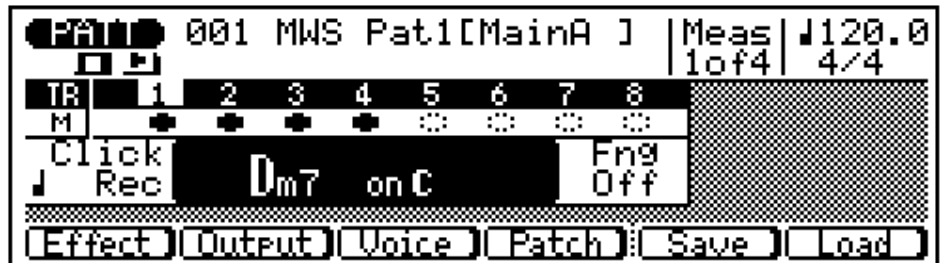 PATT 001 MWS Pat1[MainA ] Meas ♩120.0
1of4 4/4
TR 1 2 3 4 5 6 7 8
M
Click Fng
♩ Rec Dm7 on C Off
Effect Output Voice Patch Save Load